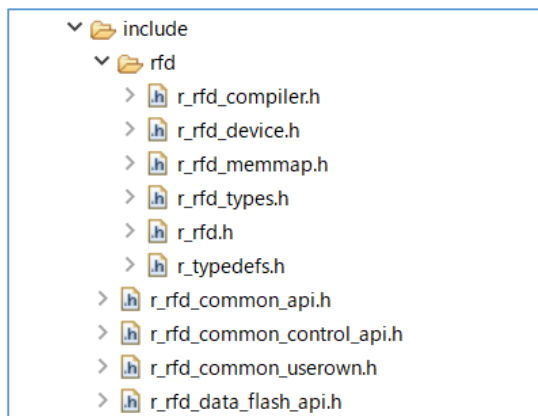 include
rfd
r_rfd_compiler.h
r_rfd_device.h
r_rfd_memmap.h
r_rfd_types.h
r_rfd.h
r_typedefs.h
r_rfd_common_api.h
r_rfd_common_control_api.h
r_rfd_common_userown.h
r_rfd_data_flash_api.h